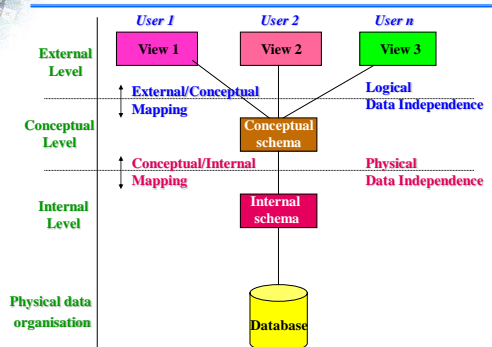 User 1 User 2 User n
External Level
View 1 View 2 View 3
External/Conceptual Mapping
Logical Data Independence
Conceptual Level
Conceptual schema
Conceptual/Internal Mapping
Physical Data Independence
Internal Level
Internal schema
Physical data organisation
Database